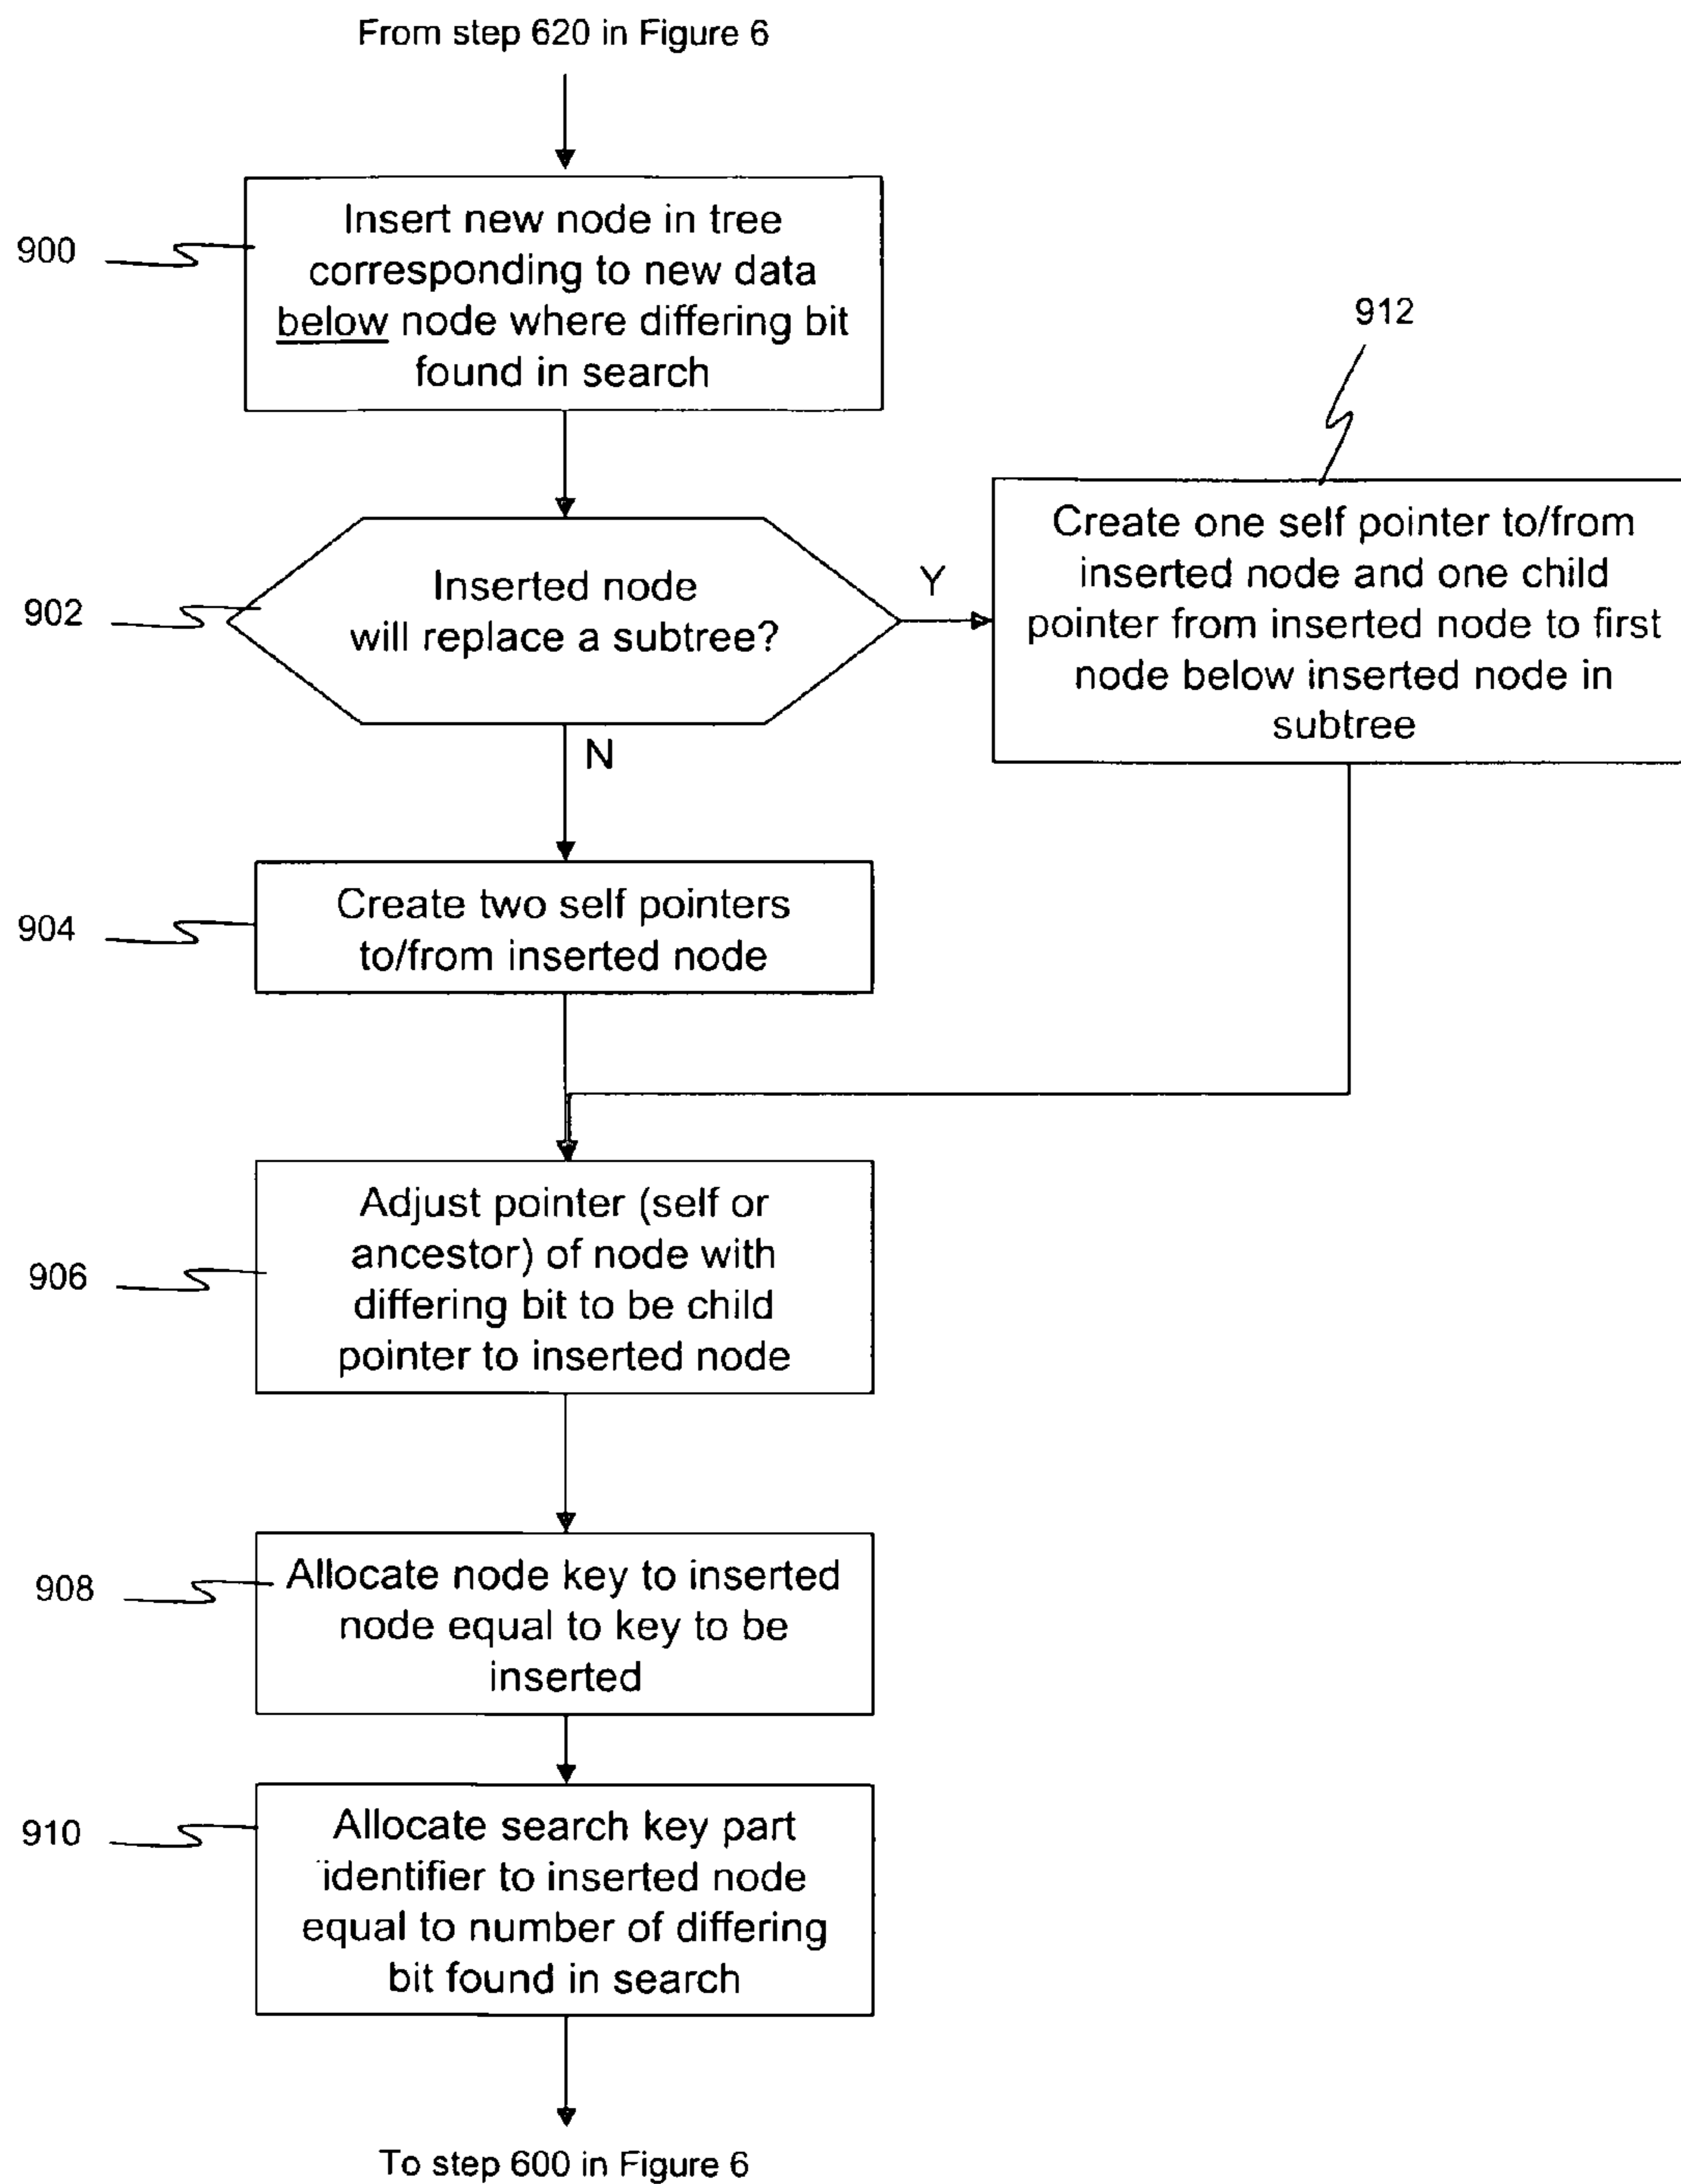 From step 620 in Figure 6
900
Insert new node in tree
corresponding to new data
below node where differing bit
found in search
912
902
Inserted node
will replace a subtree?
Y
Create one self pointer to/from
inserted node and one child
pointer from inserted node to first
node below inserted node in
subtree
N
904
Create two self pointers
to/from inserted node
906
Adjust pointer (self or
ancestor) of node with
differing bit to be child
pointer to inserted node
908
Allocate node key to inserted
node equal to key to be
inserted
910
Allocate search key part
identifier to inserted node
equal to number of differing
bit found in search
To step 600 in Figure 6